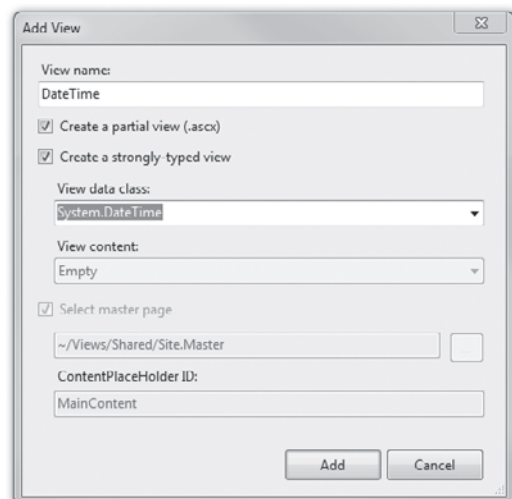 Add View
View name:
DateTime
Create a partial view (.ascx)
Create a strongly-typed view
View data class:
System.DateTime
View content:
Empty
Select master page
~/Views/Shared/Site.Master
ContentPlaceHolder ID:
MainContent
Add Cancel